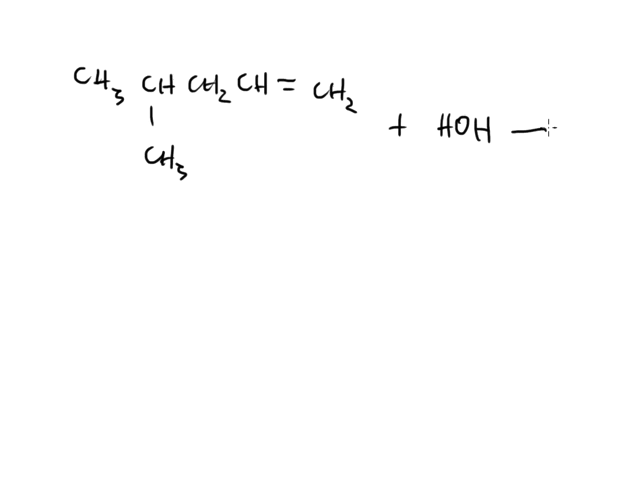 CH₃ CH CH₂ CH = CH₂
|
CH₃
+ HOH —